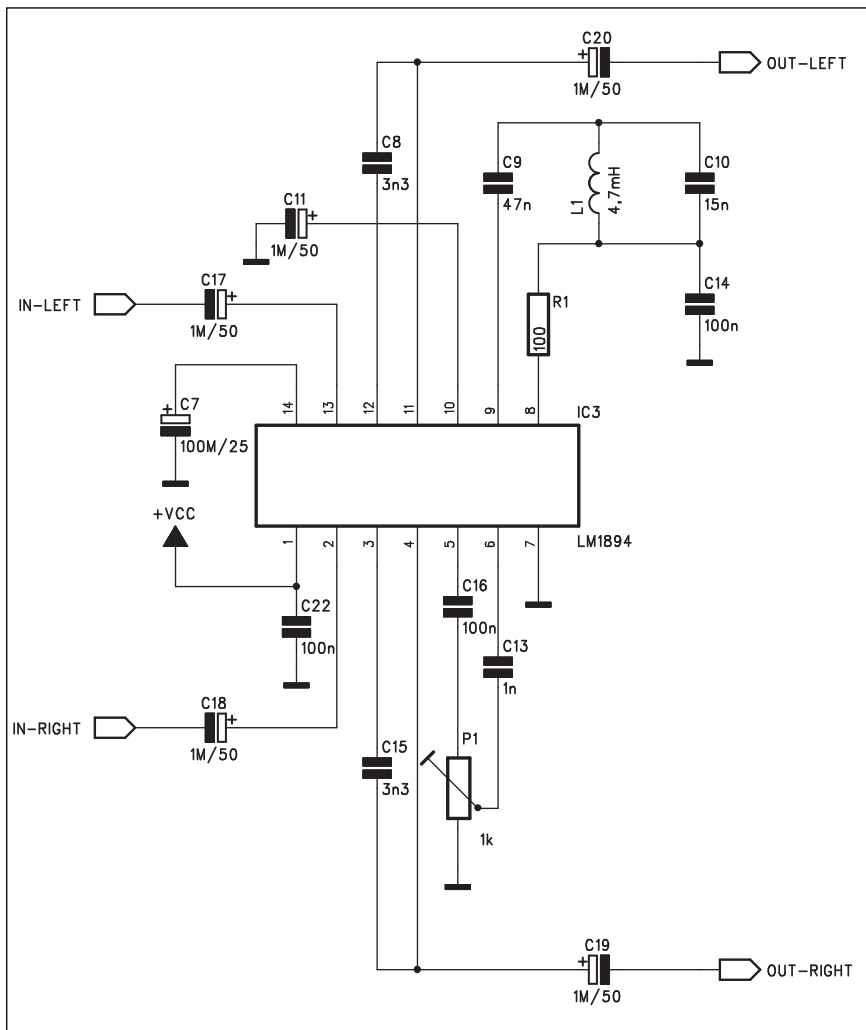 C20
OUT-LEFT
1M/50
C8
3n3
C9
47n
L1
4,7mH
C10
15n
C11
1M/50
C17
IN-LEFT
1M/50
R1
100
C14
100n
C7
100M/25
14
13
12
11
10
9
8
IC3
+VCC
1
2
3
4
5
6
7
LM1894
C22
100n
C16
100n
C13
1n
C18
IN-RIGHT
1M/50
C15
3n3
P1
1k
C19
OUT-RIGHT
1M/50